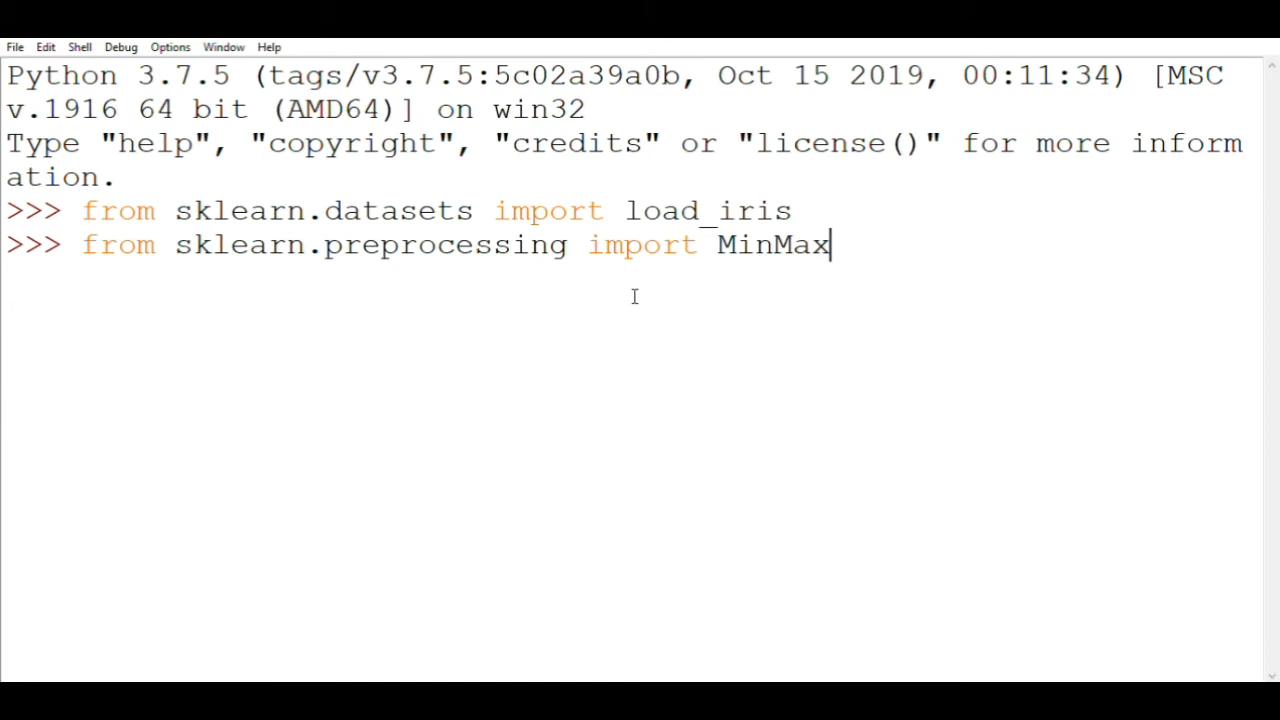 File Edit Shell Debug Options Window Help
Python 3.7.5 (tags/v3.7.5:5c02a39a0b, Oct 15 2019, 00:11:34) [MSC
v.1916 64 bit (AMD64)] on win32
Type "help", "copyright", "credits" or "license()" for more inform
ation.
>>> from sklearn.datasets import load_iris
>>> from sklearn.preprocessing import MinMax